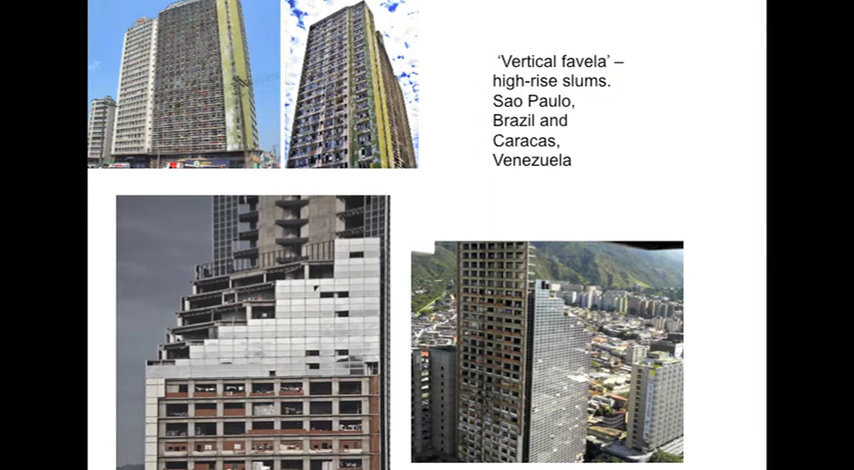 ‘Vertical favela’ –
high-rise slums.
Sao Paulo,
Brazil and
Caracas,
Venezuela